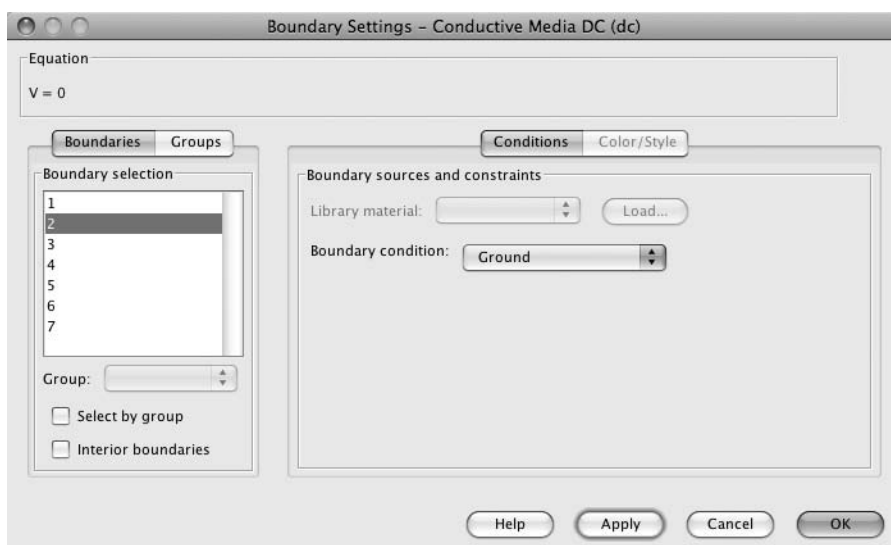 Boundary Settings – Conductive Media DC (dc)
Equation
V = 0
Boundaries
Groups
Boundary selection
1
2
3
4
5
6
7
Group:
Select by group
Interior boundaries
Conditions
Color/Style
Boundary sources and constraints
Library material:
Load...
Boundary condition:
Ground
Help
Apply
Cancel
OK